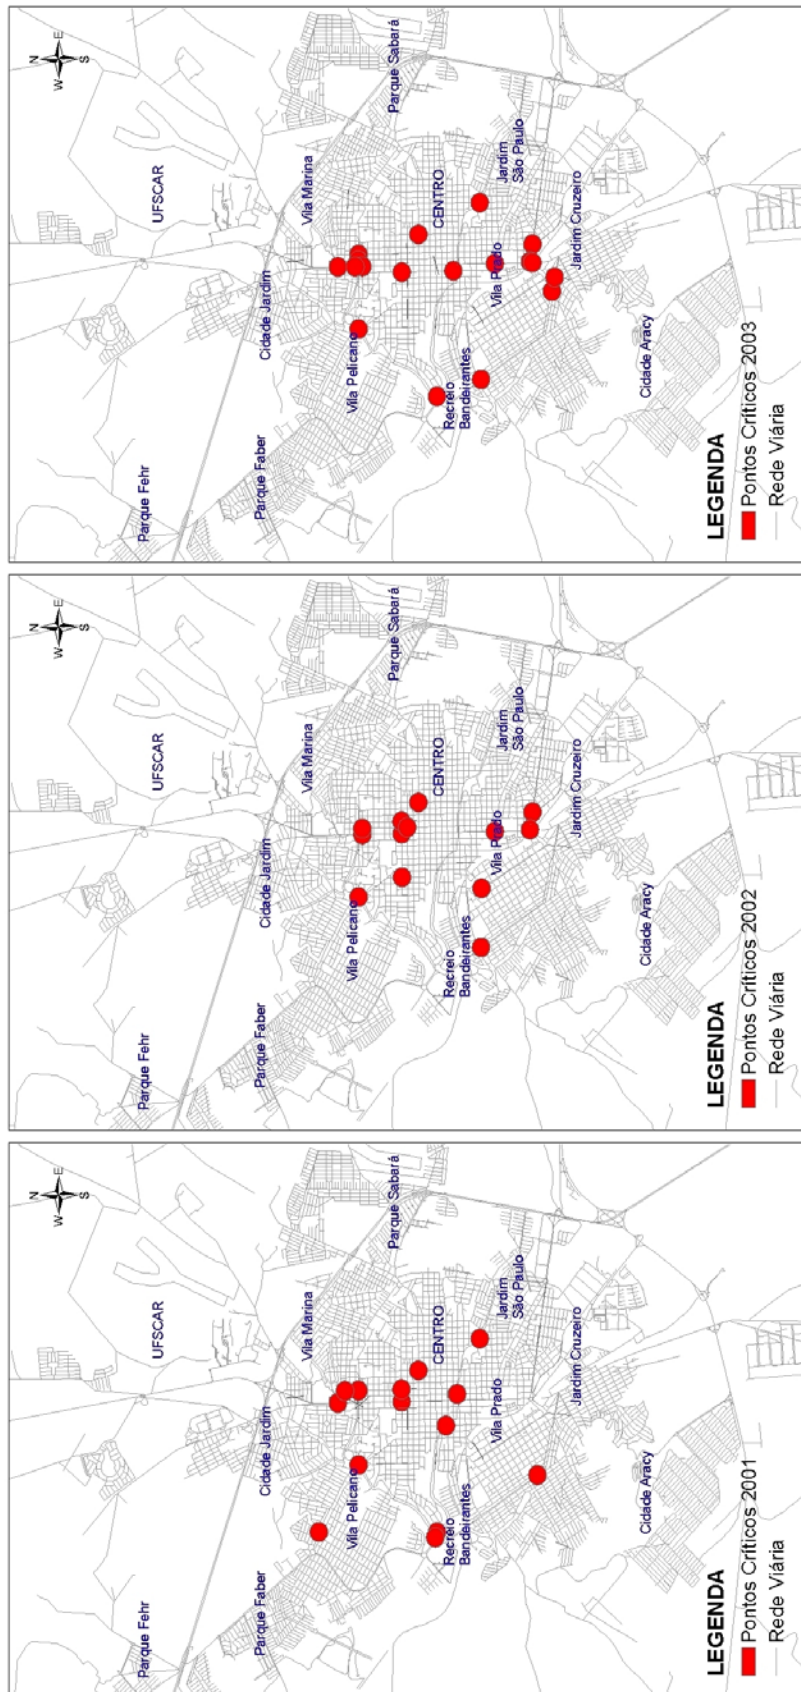 N
W E
S
UFSCAR
Parque Fehr
Cidade Jardim
Vila Marina
Parque Faber
Vila Pelicano
Parque Sabará
CENTRO
Recreio
Bandeirantes
Vila Prado
Jardim
São Paulo
Jardim Cruzeiro
Cidade Aracy
LEGENDA
Pontos Críticos 2001
Rede Viária
N
W E
S
UFSCAR
Parque Fehr
Cidade Jardim
Vila Marina
Parque Faber
Vila Pelicano
Parque Sabará
CENTRO
Recreio
Bandeirantes
Vila Prado
Jardim
São Paulo
Jardim Cruzeiro
Cidade Aracy
LEGENDA
Pontos Críticos 2002
Rede Viária
N
W E
S
UFSCAR
Parque Fehr
Cidade Jardim
Vila Marina
Parque Faber
Vila Pelicano
Parque Sabará
CENTRO
Recreio
Bandeirantes
Vila Prado
Jardim
São Paulo
Jardim Cruzeiro
Cidade Aracy
LEGENDA
Pontos Críticos 2003
Rede Viária